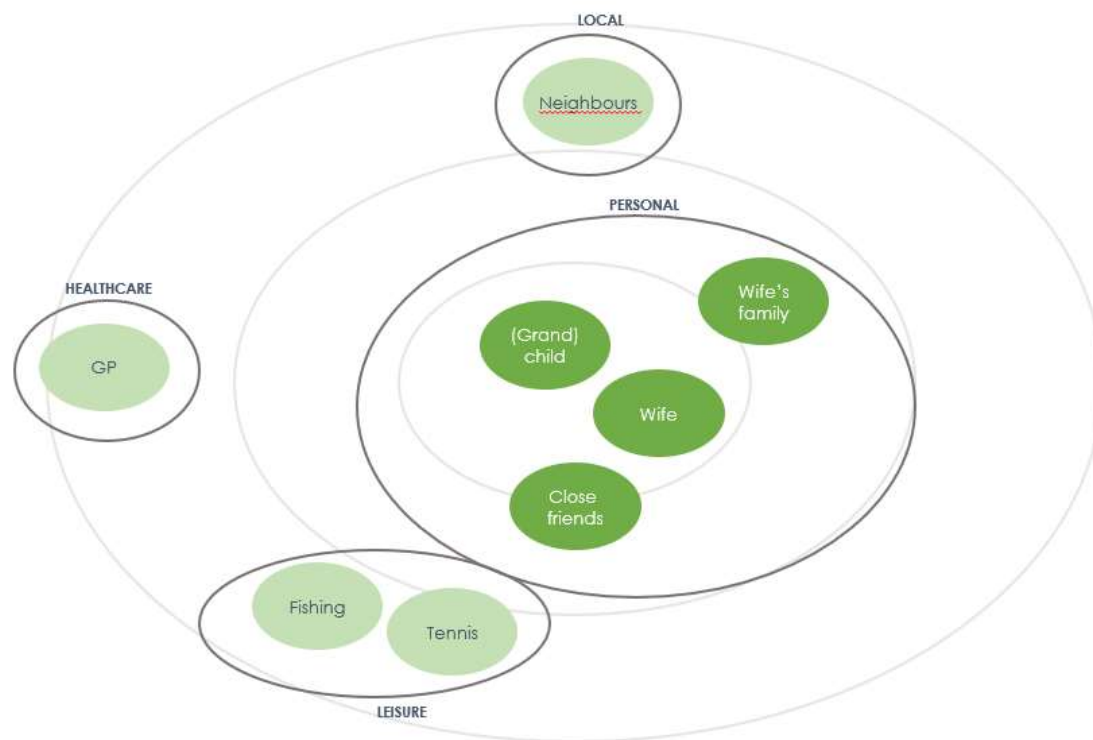 LOCAL
Neighbours
PERSONAL
HEALTHCARE
GP
Wife's
family
(Grand)
child
Wife
Close
friends
Fishing
Tennis
LEISURE